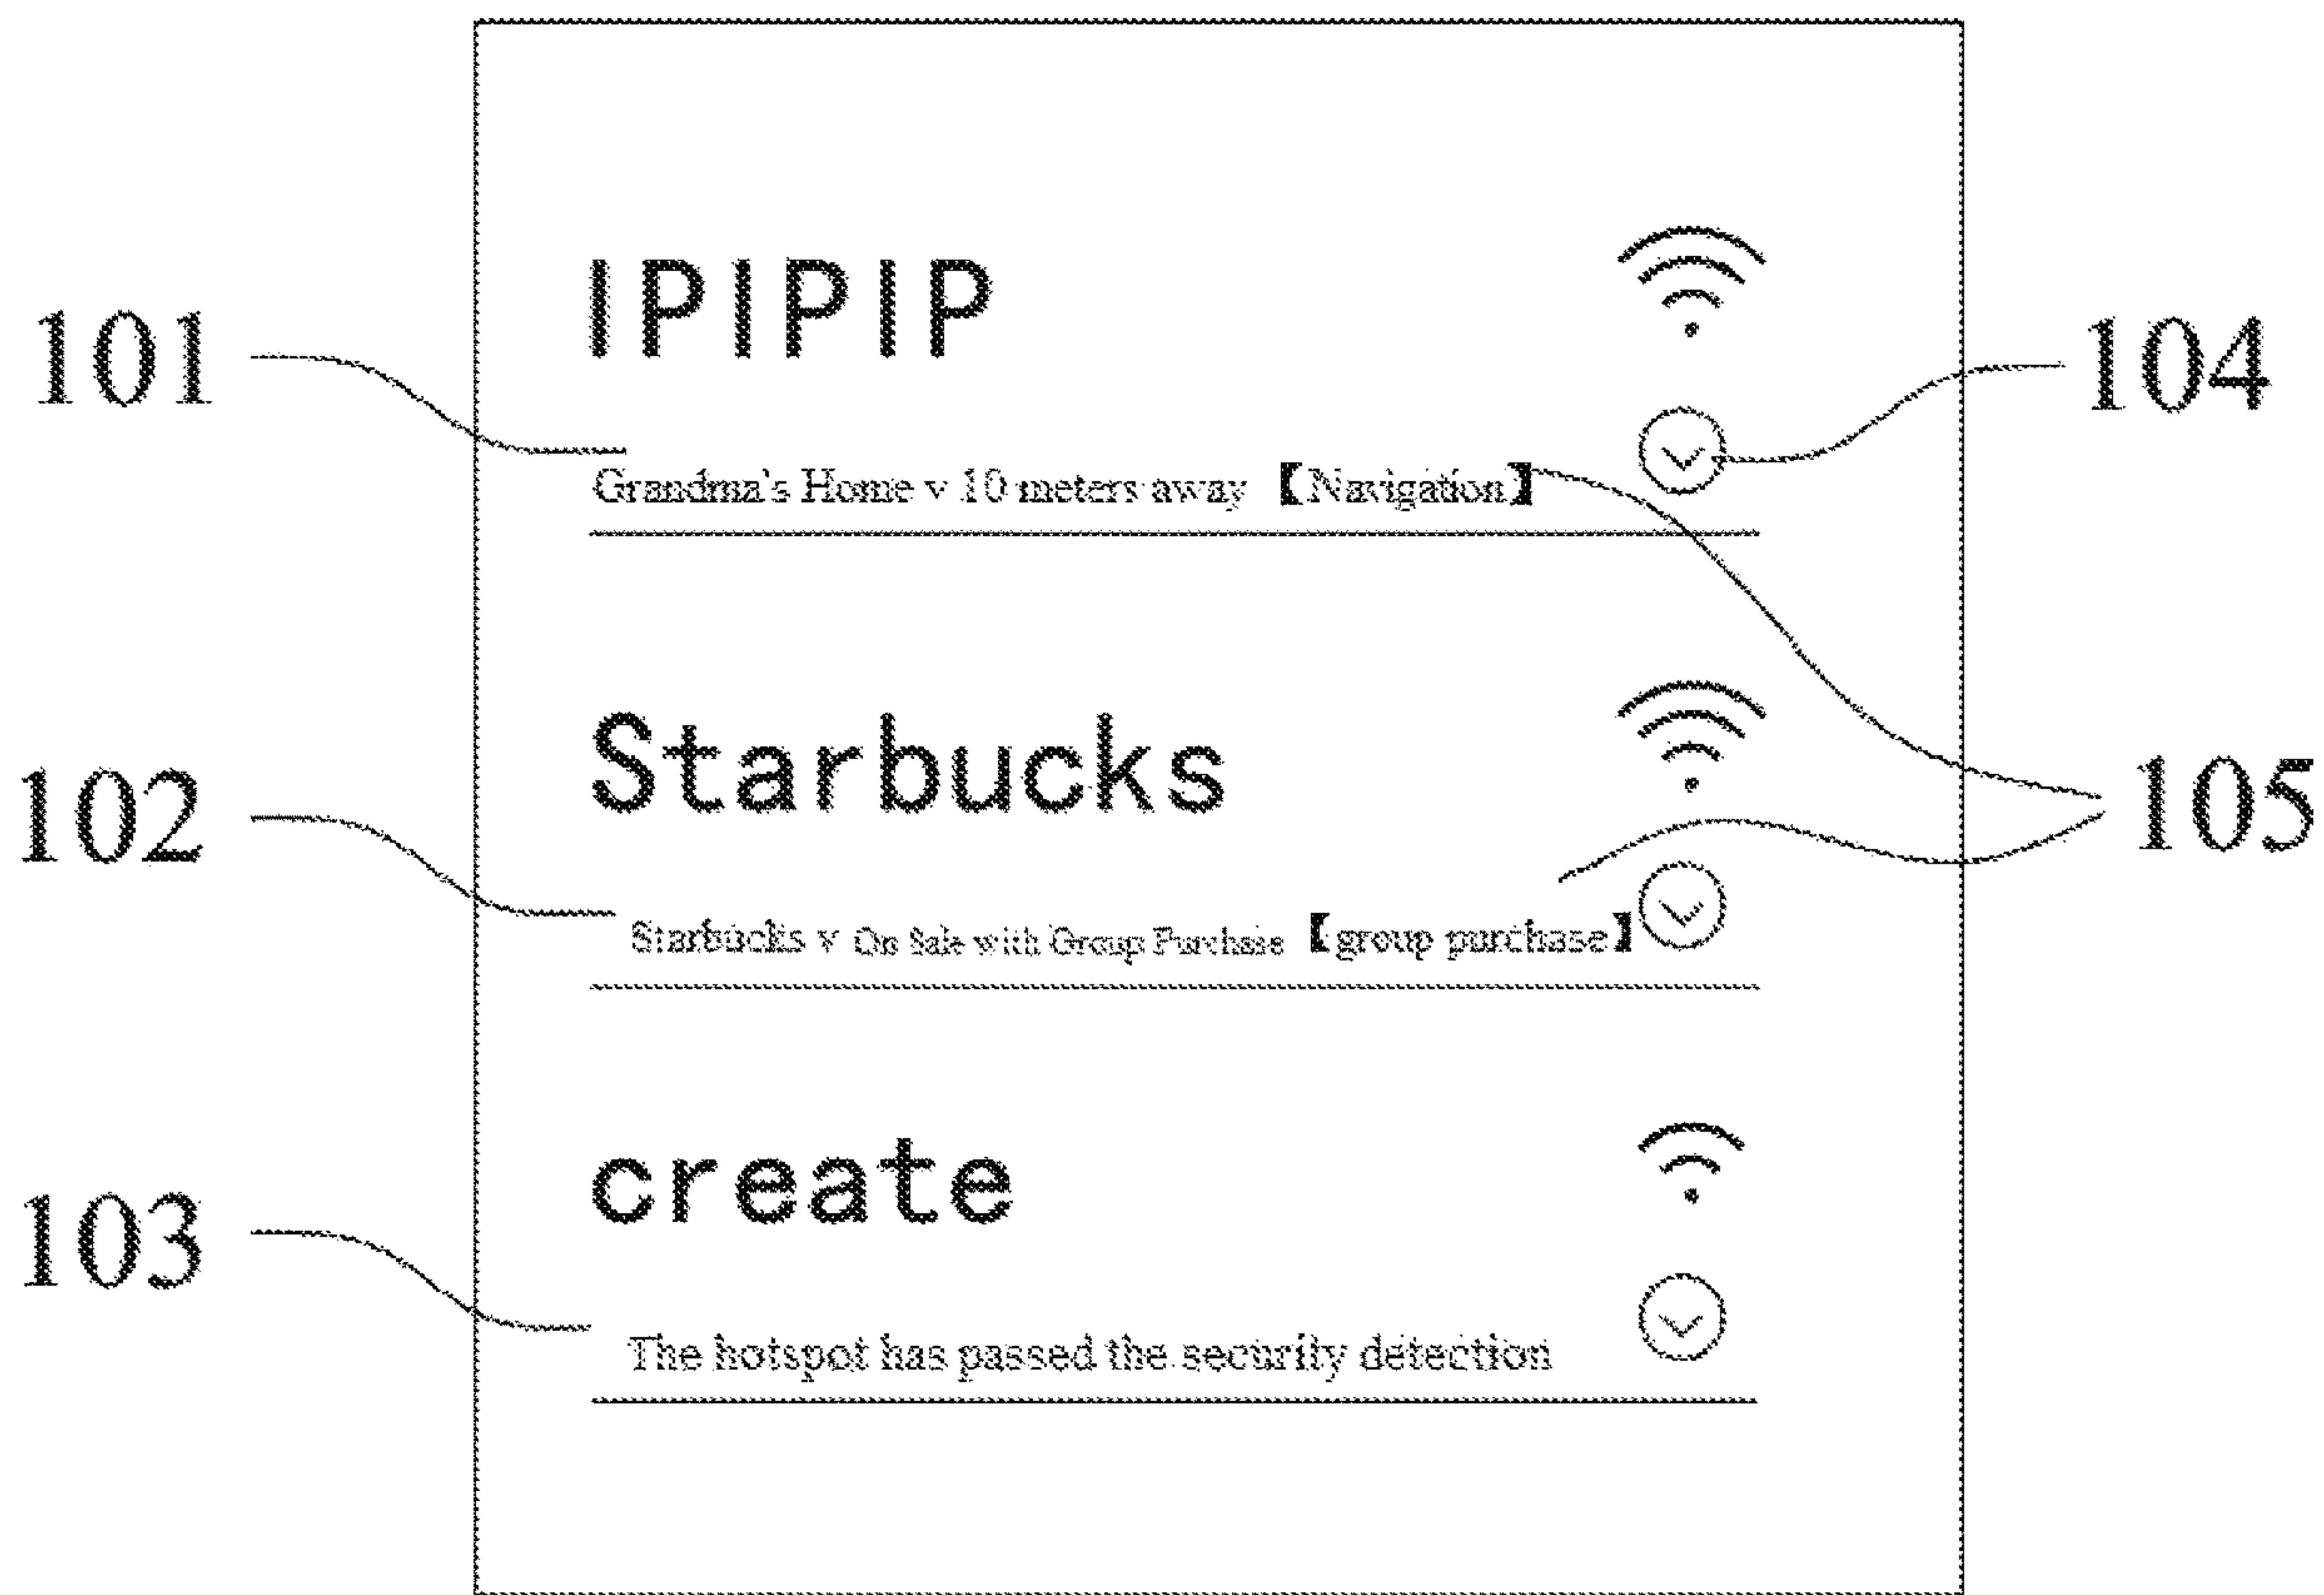 IPIPIP
101
104
Grandma's Home v 10 meters away 【Navigation】
Starbucks
102
105
Starbucks v On Sale with Group Purchase 【group purchase】
create
103
The hotspot has passed the security detection